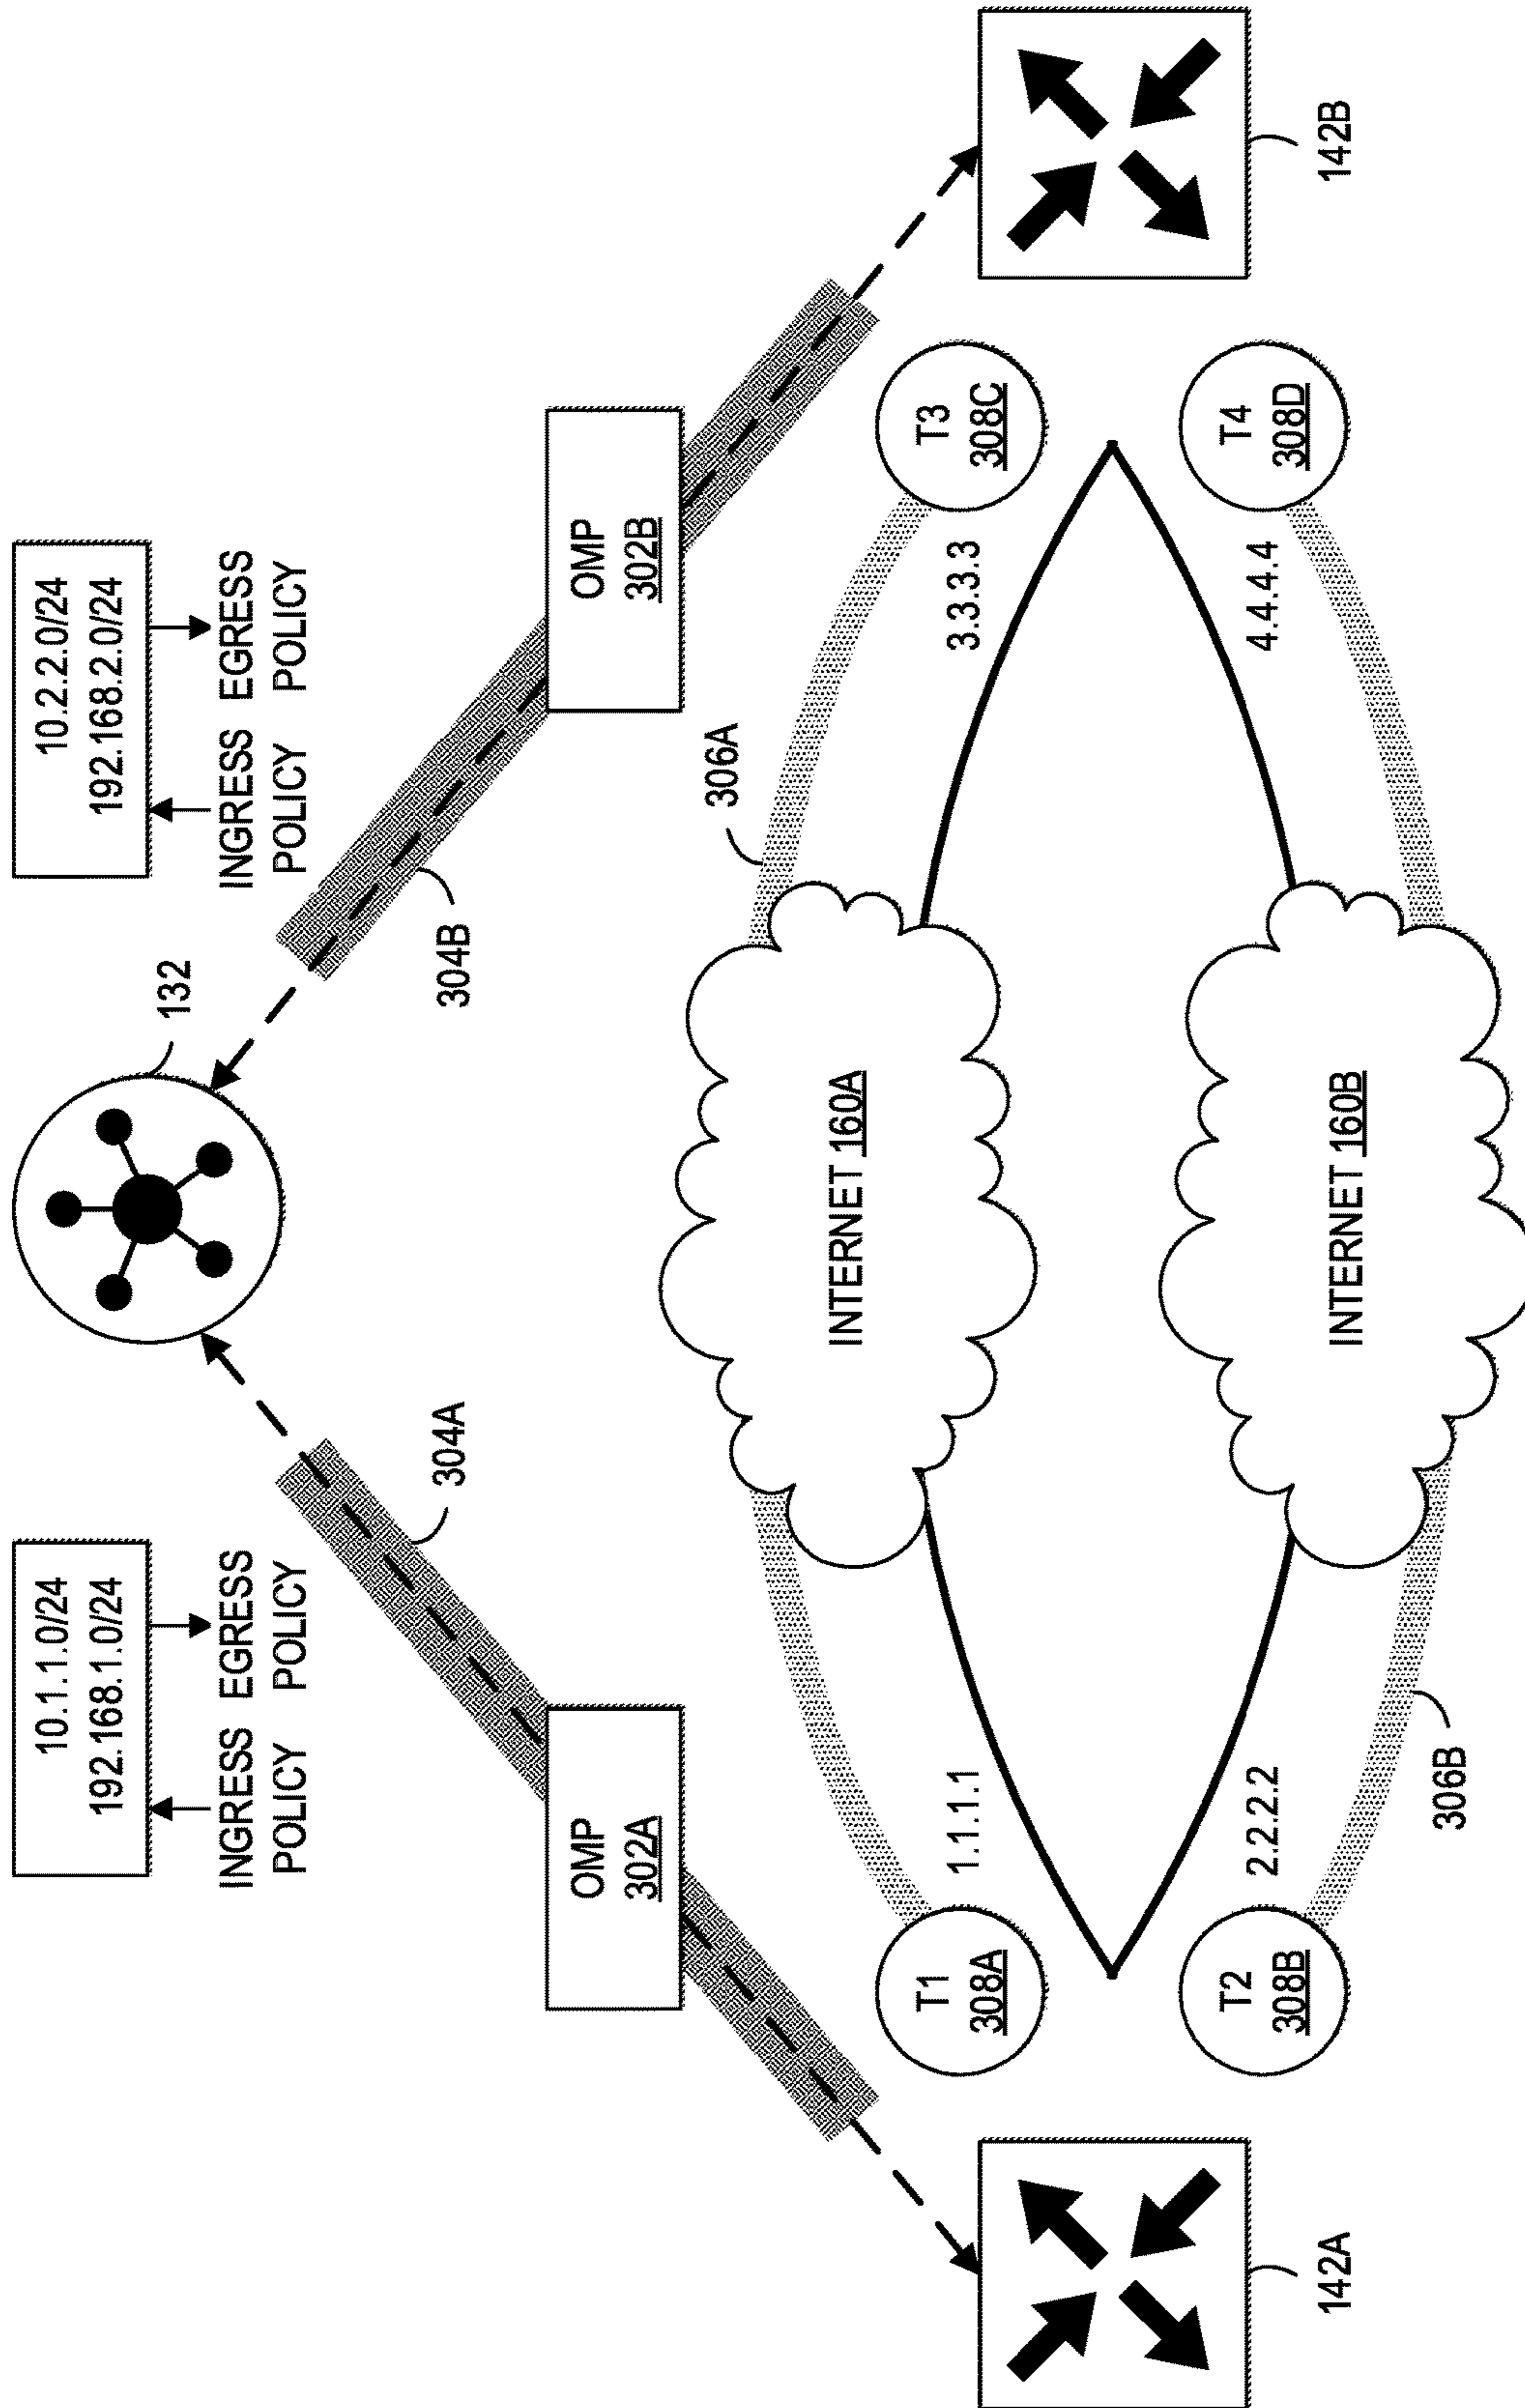 10.1.1.0/24
192.168.1.0/24
INGRESS EGRESS
POLICY POLICY
132
10.2.2.0/24
192.168.2.0/24
INGRESS EGRESS
POLICY POLICY
304A
304B
OMP
302A
OMP
302B
306A
INTERNET 160A
T1
308A
1.1.1.1
3.3.3.3
T3
308C
T2
308B
2.2.2.2
4.4.4.4
T4
308D
INTERNET 160B
142A
306B
142B